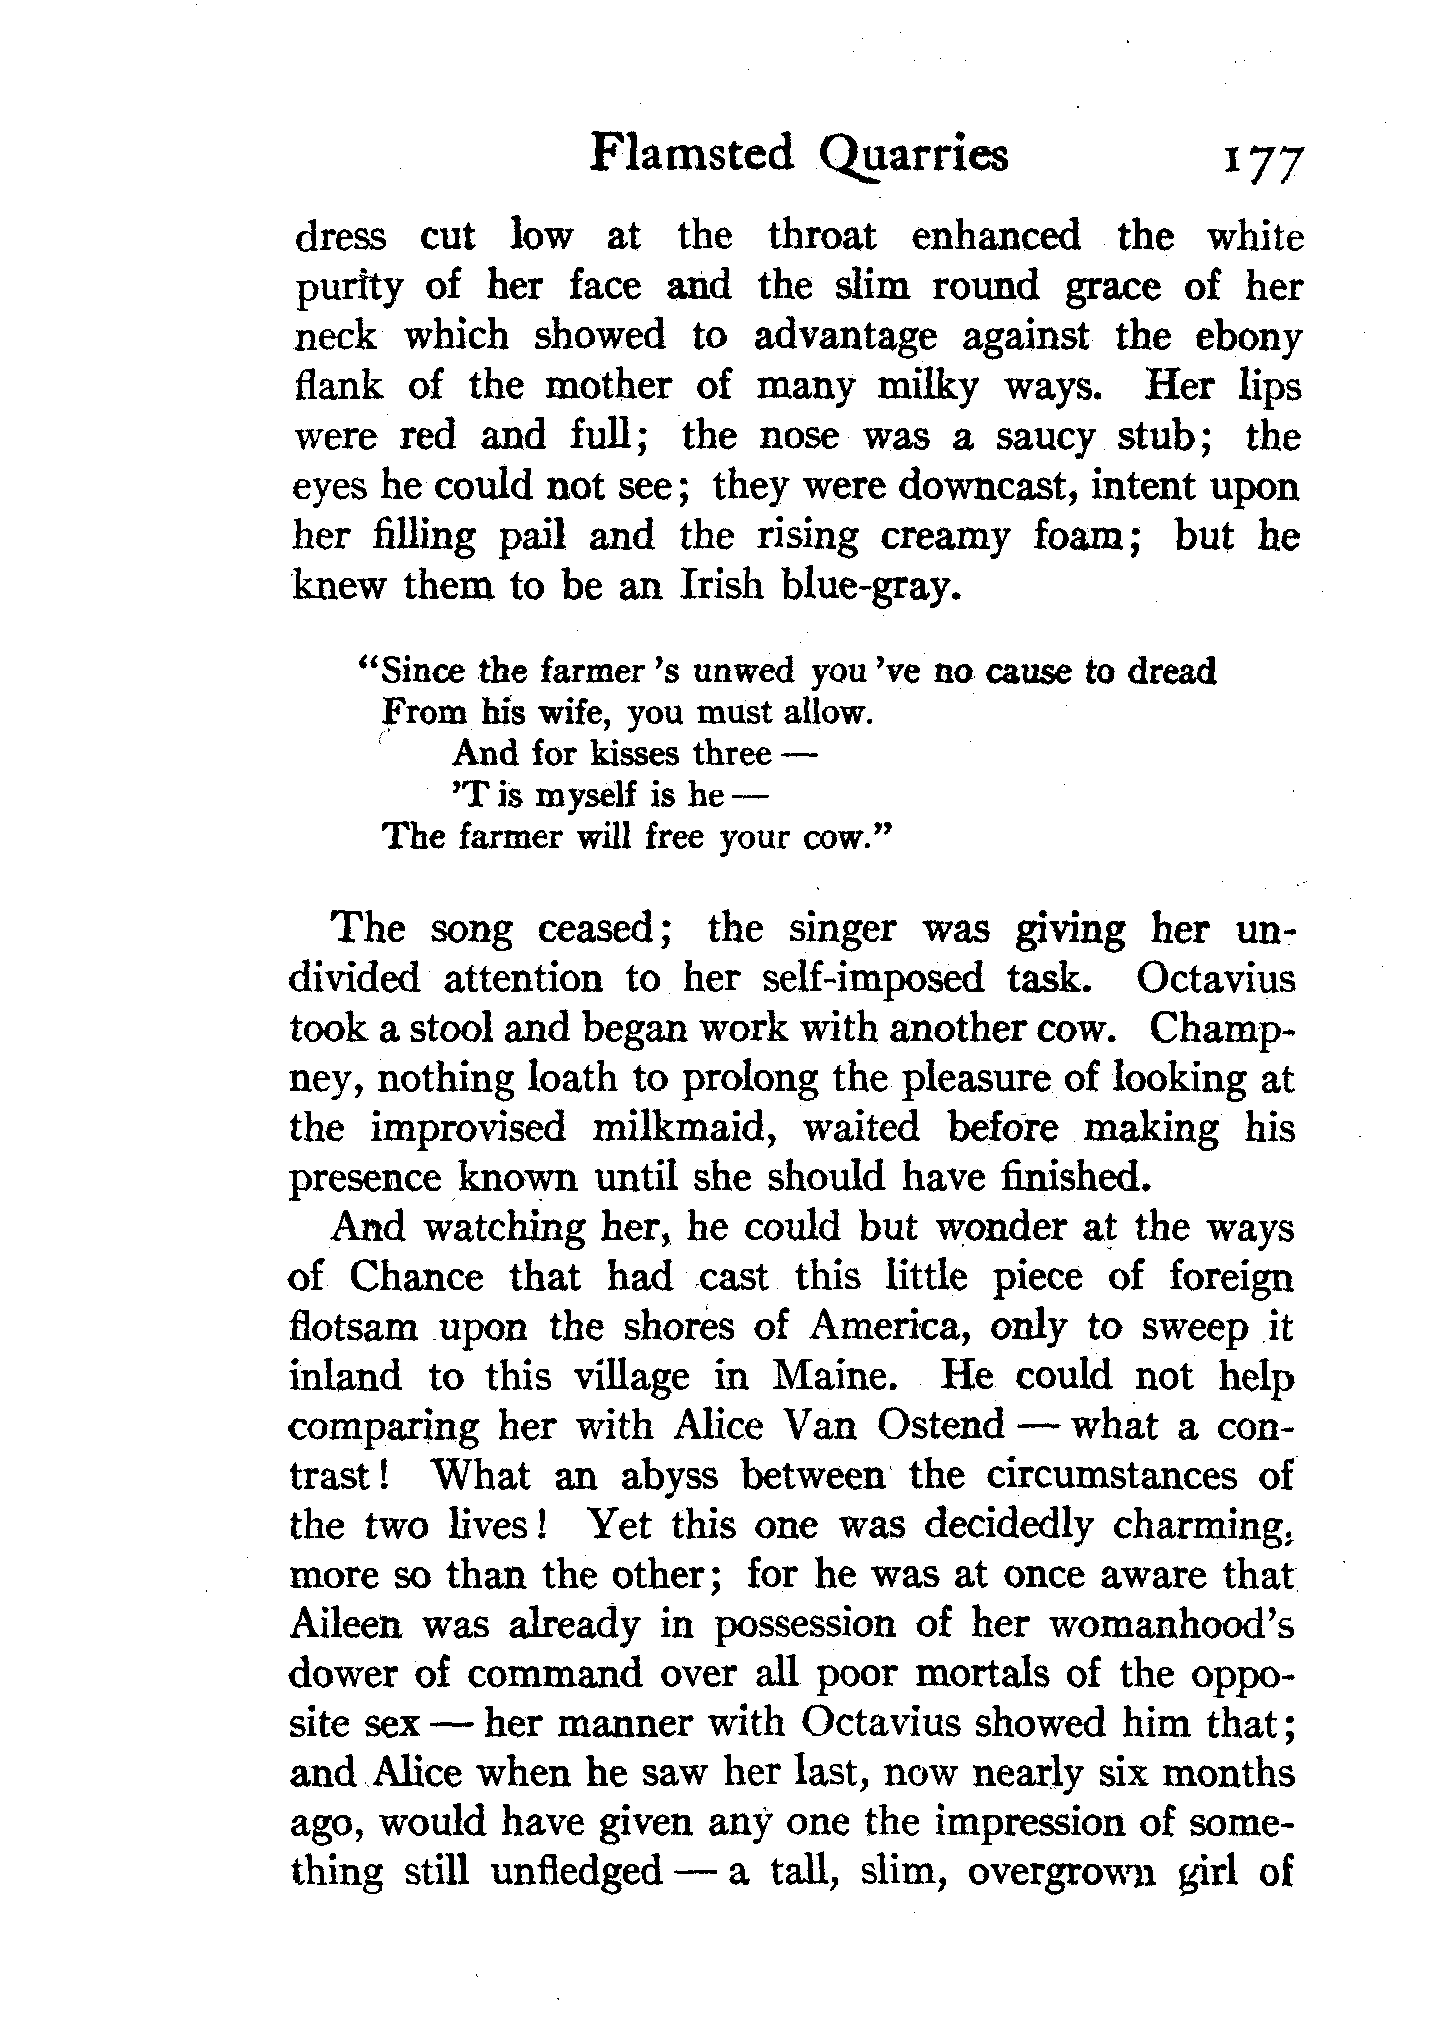 Flamsted Quarries 177
dress cut low at the throat enhanced the white
purity of her face and the slim round grace of her
neck which showed to advantage against the ebony
flank of the mother of many milky ways. Her lips
were red and full; the nose was a saucy stub; the
eyes he could not see; they were downcast, intent upon
her filling pail and the rising creamy foam; but he
knew them to be an Irish blue-gray.
"Since the farmer 's unwed you 've no cause to dread
From his wife, you must allow.
And for kisses three —
'T is myself is he —
The farmer will free your cow."
The song ceased; the singer was giving her un-
divided attention to her self-imposed task. Octavius
took a stool and began work with another cow. Champ-
ney, nothing loath to prolong the pleasure of looking at
the improvised milkmaid, waited before making his
presence known until she should have finished.
And watching her, he could but wonder at the ways
of Chance that had cast this little piece of foreign
flotsam upon the shores of America, only to sweep it
inland to this village in Maine. He could not help
comparing her with Alice Van Ostend — what a con-
trast! What an abyss between the circumstances of
the two lives! Yet this one was decidedly charming,
more so than the other; for he was at once aware that
Aileen was already in possession of her womanhood's
dower of command over all poor mortals of the oppo-
site sex — her manner with Octavius showed him that;
and Alice when he saw her last, now nearly six months
ago, would have given any one the impression of some-
thing still unfledged — a tall, slim, overgrown girl of